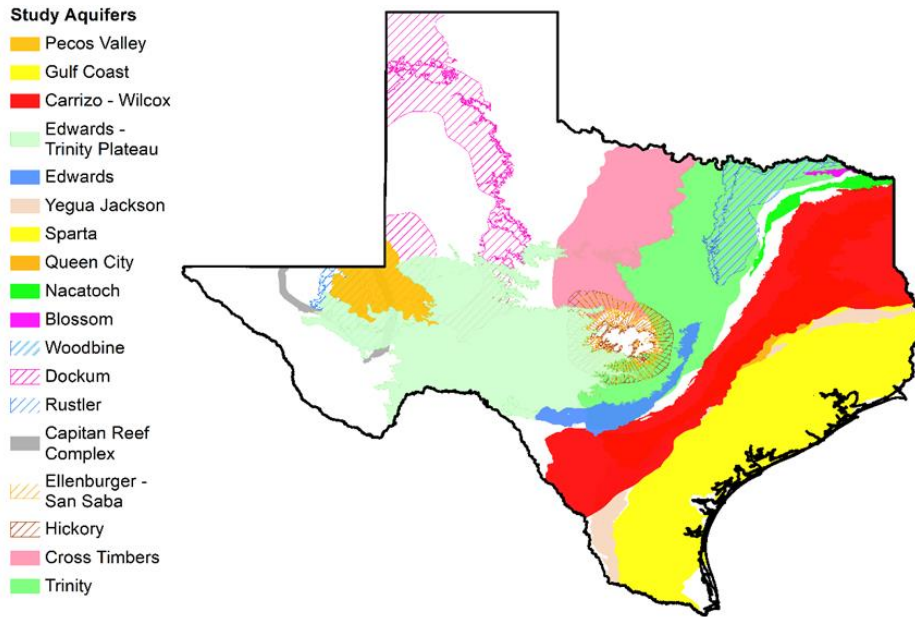 Study Aquifers
Pecos Valley
Gulf Coast
Carrizo - Wilcox
Edwards -
Trinity Plateau
Edwards
Yegua Jackson
Sparta
Queen City
Nacatoch
Blossom
Woodbine
Dockum
Rustler
Capitan Reef
Complex
Ellenburger -
San Saba
Hickory
Cross Timbers
Trinity